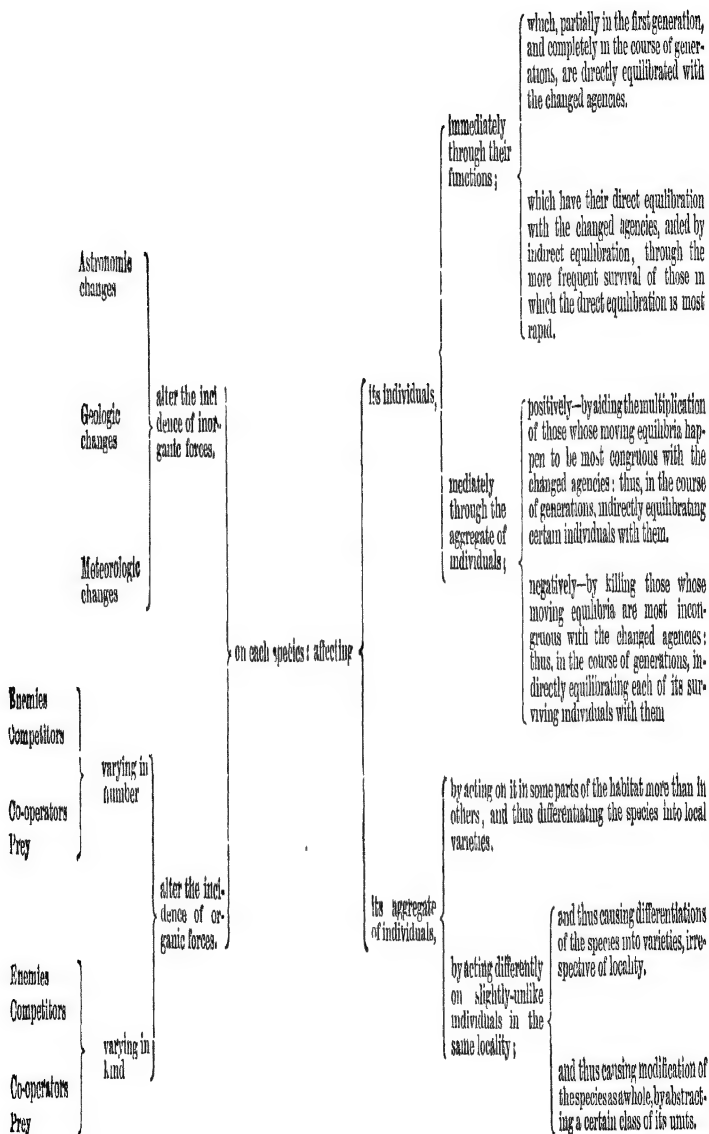 Astronomic
changes
Geologic
changes
Meteorologic
changes
alter the inci
dence of inor-
ganic forces.
Enemies
Competitors
Co-operators
Prey
varying in
number
Enemies
Competitors
Co-operators
Prey
varying in
kind
alter the inci-
dence of or-
ganic forces.
on each species: affecting
its individuals,
immediately
through their
functions;
which, partially in the first generation,
and completely in the course of gener-
ations, are directly equilibrated with
the changed agencies.
which have their direct equilibration
with the changed agencies, aided by
indirect equilibration, through the
more frequent survival of those in
which the direct equilibration is most
rapid.
mediately
through the
aggregate of
individuals;
positively—by aiding the multiplication
of those whose moving equilibria hap-
pen to be most congruous with the
changed agencies: thus, in the course
of generations, indirectly equilibrating
certain individuals with them.
negatively—by killing those whose
moving equilibria are most incon-
gruous with the changed agencies:
thus, in the course of generations, in-
directly equilibrating each of its sur-
viving individuals with them
its aggregate
of individuals,
by acting on it in some parts of the habitat more than in
others, and thus differentiating the species into local
varieties.
by acting differently
on slightly-unlike
individuals in the
same locality;
and thus causing differentiations
of the species into varieties, irre-
spective of locality.
and thus causing modification of
the species as a whole, by abstract-
ing a certain class of its units.